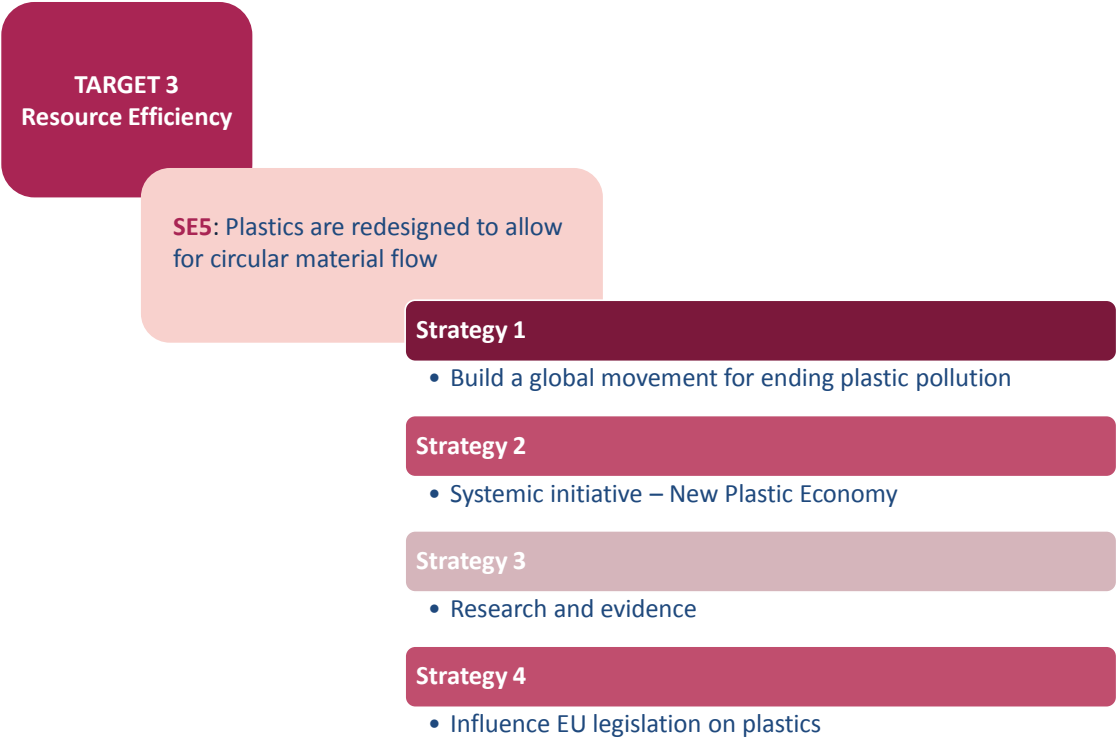 TARGET 3
Resource Efficiency
SE5: Plastics are redesigned to allow
for circular material flow
Strategy 1
• Build a global movement for ending plastic pollution
Strategy 2
• Systemic initiative – New Plastic Economy
Strategy 3
• Research and evidence
Strategy 4
• Influence EU legislation on plastics